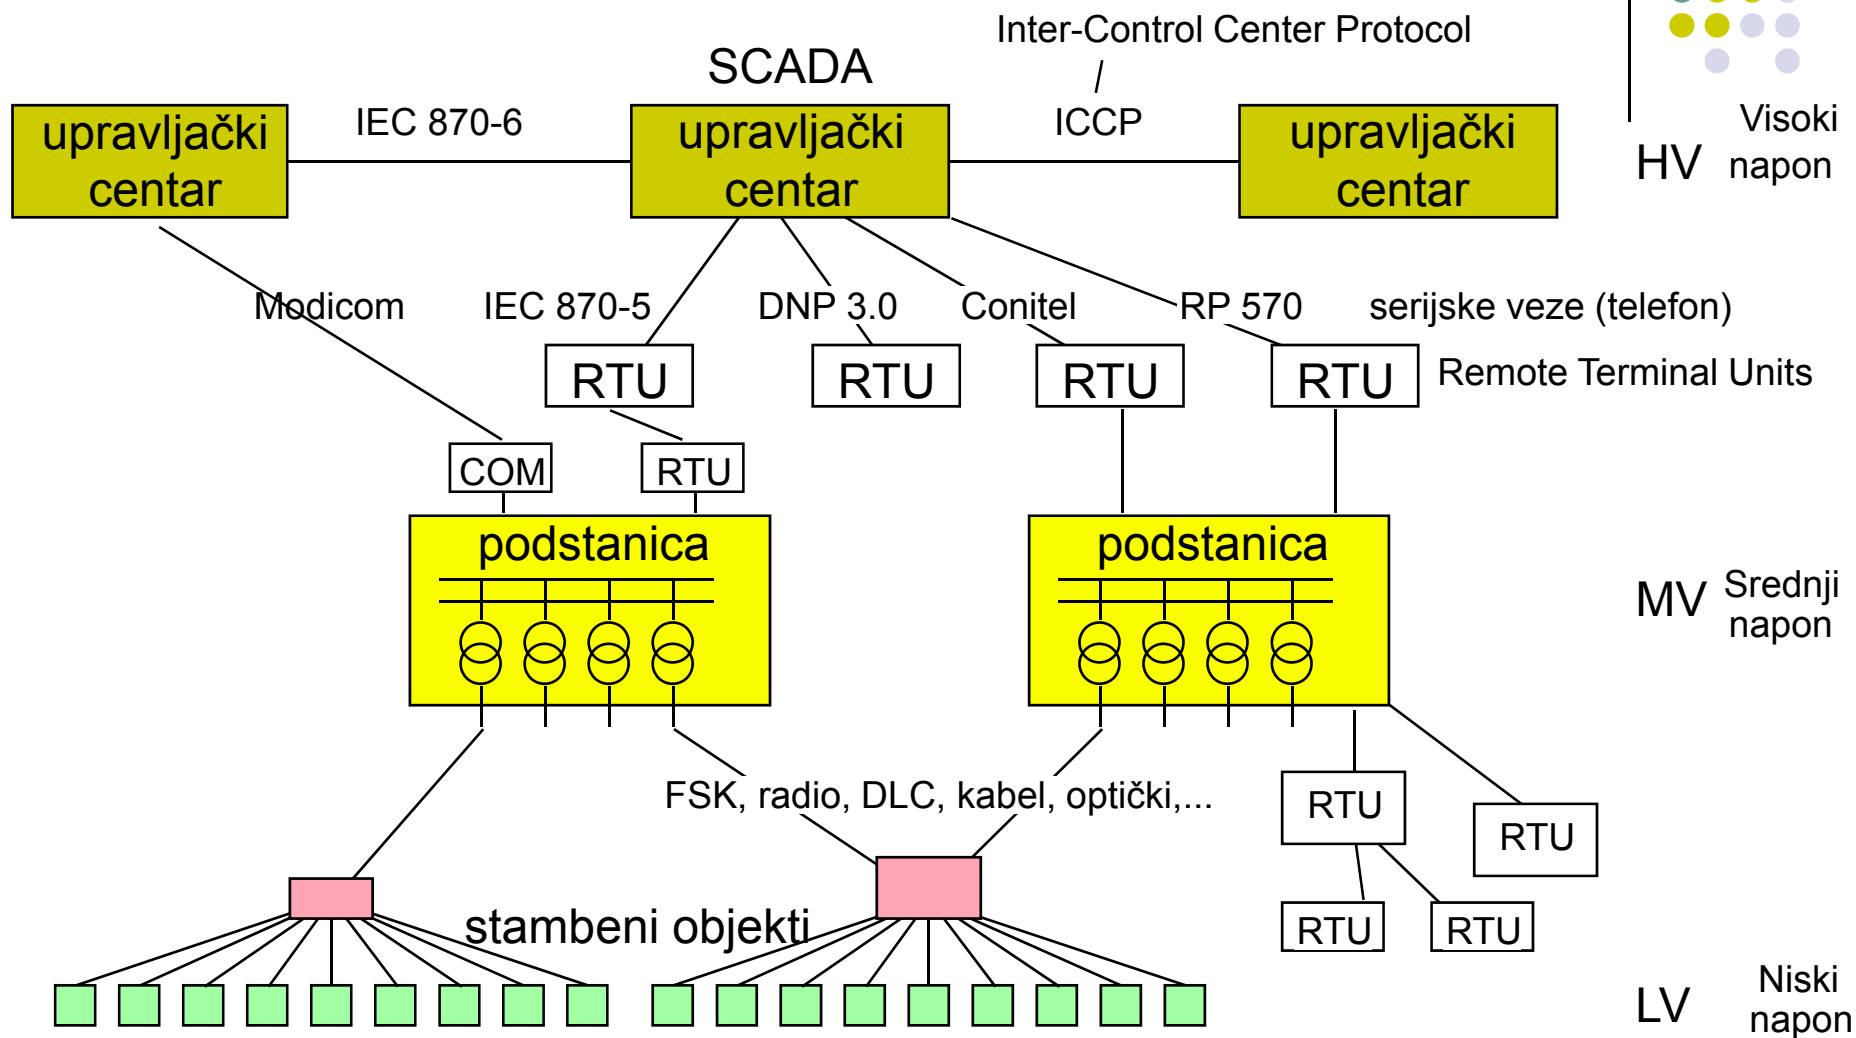 Inter-Control Center Protocol
SCADA
IEC 870-6
ICCP
upravljački
centar
upravljački
centar
upravljački
centar
HV
Visoki
napon
Modicom
IEC 870-5
DNP 3.0
Conitel
RP 570
serijske veze (telefon)
RTU
RTU
RTU
RTU
Remote Terminal Units
COM
RTU
podstanica
podstanica
MV
Srednji
napon
FSK, radio, DLC, kabel, optički,...
RTU
RTU
stambeni objekti
RTU
RTU
LV
Niski
napon